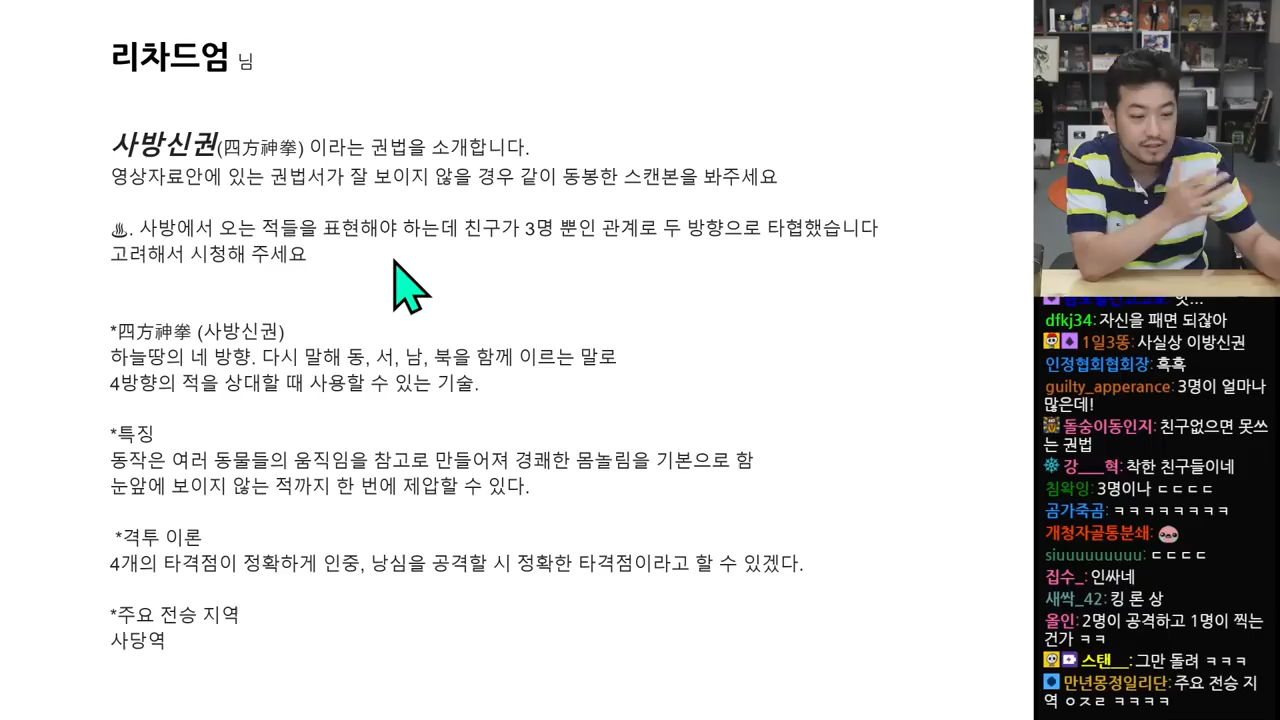 리차드엄 님
사방신권(四方神拳) 이라는 권법을 소개합니다.
영상자료안에 있는 권법서가 잘 보이지 않을 경우 같이 동봉한 스캔본을 봐주세요
♨. 사방에서 오는 적들을 표현해야 하는데 친구가 3명 뿐인 관계로 두 방향으로 타협했습니다
고려해서 시청해 주세요
*四方神拳 (사방신권)
하늘땅의 네 방향. 다시 말해 동, 서, 남, 북을 함께 이르는 말로
4방향의 적을 상대할 때 사용할 수 있는 기술.
*특징
동작은 여러 동물들의 움직임을 참고로 만들어져 경쾌한 몸놀림을 기본으로 함
눈앞에 보이지 않는 적까지 한 번에 제압할 수 있다.
*격투 이론
4개의 타격점이 정확하게 인중, 낭심을 공격할 시 정확한 타격점이라고 할 수 있겠다.
*주요 전승 지역
사당역
dfkj34: 자신을 패면 되잖아
1일3똥: 사실상 이방신권
인정협회협회장: 흑흑
guilty_apperance: 3명이 얼마나
많은데!
돌숭이동인지: 친구없으면 못쓰
는 권법
강___혁: 착한 친구들이네
침왁잉: 3명이나 ㄷㄷㄷㄷ
곰가죽곰: ㅋㅋㅋㅋㅋㅋㅋㅋ
개청자골통분쇄:
siuuuuuuuuu: ㄷㄷㄷㄷ
집수_: 인싸네
새싹_42: 킹 론 상
올인: 2명이 공격하고 1명이 찍는
건가 ㅋㅋ
스탠__: 그만 돌려 ㅋㅋㅋ
만년몽정일리단: 주요 전승 지
역 ㅇㅈㄹ ㅋㅋㅋㅋ